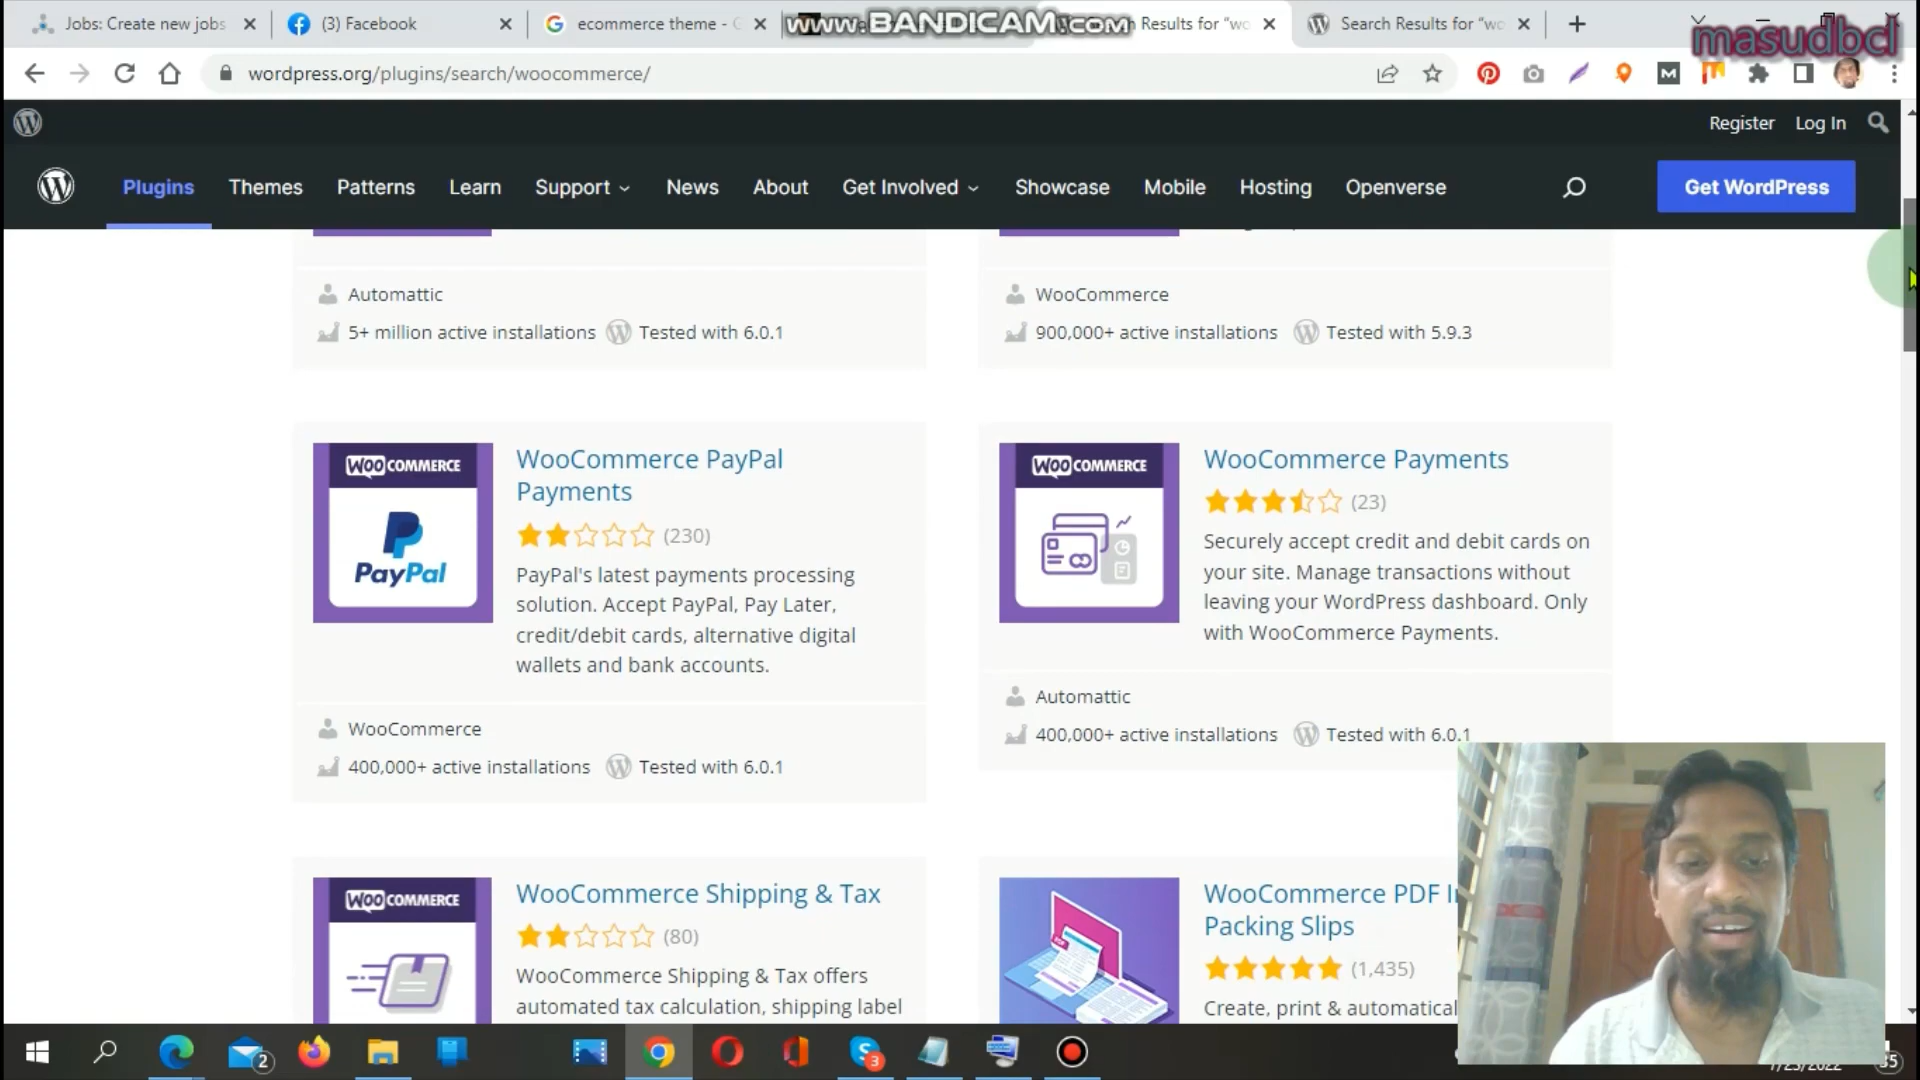 Jobs: Create new jobs
(3) Facebook
ecommerce theme -
www.BANDICAM.com
Results for “wo
Search Results for “wo
masudbcl
wordpress.org/plugins/search/woocommerce/
Register
Log In
Plugins
Themes
Patterns
Learn
Support
News
About
Get Involved
Showcase
Mobile
Hosting
Openverse
Get WordPress
Automattic
5+ million active installations
Tested with 6.0.1
WooCommerce
900,000+ active installations
Tested with 5.9.3
WOO COMMERCE
PayPal
WooCommerce PayPal
Payments
(230)
PayPal's latest payments processing
solution. Accept PayPal, Pay Later,
credit/debit cards, alternative digital
wallets and bank accounts.
WooCommerce
400,000+ active installations
Tested with 6.0.1
WOO COMMERCE
WooCommerce Payments
(23)
Securely accept credit and debit cards on
your site. Manage transactions without
leaving your WordPress dashboard. Only
with WooCommerce Payments.
Automattic
400,000+ active installations
Tested with 6.0.1
WOO COMMERCE
WooCommerce Shipping & Tax
(80)
WooCommerce Shipping & Tax offers
automated tax calculation, shipping label
WooCommerce PDF
Packing Slips
(1,435)
Create, print & automatical
2
3